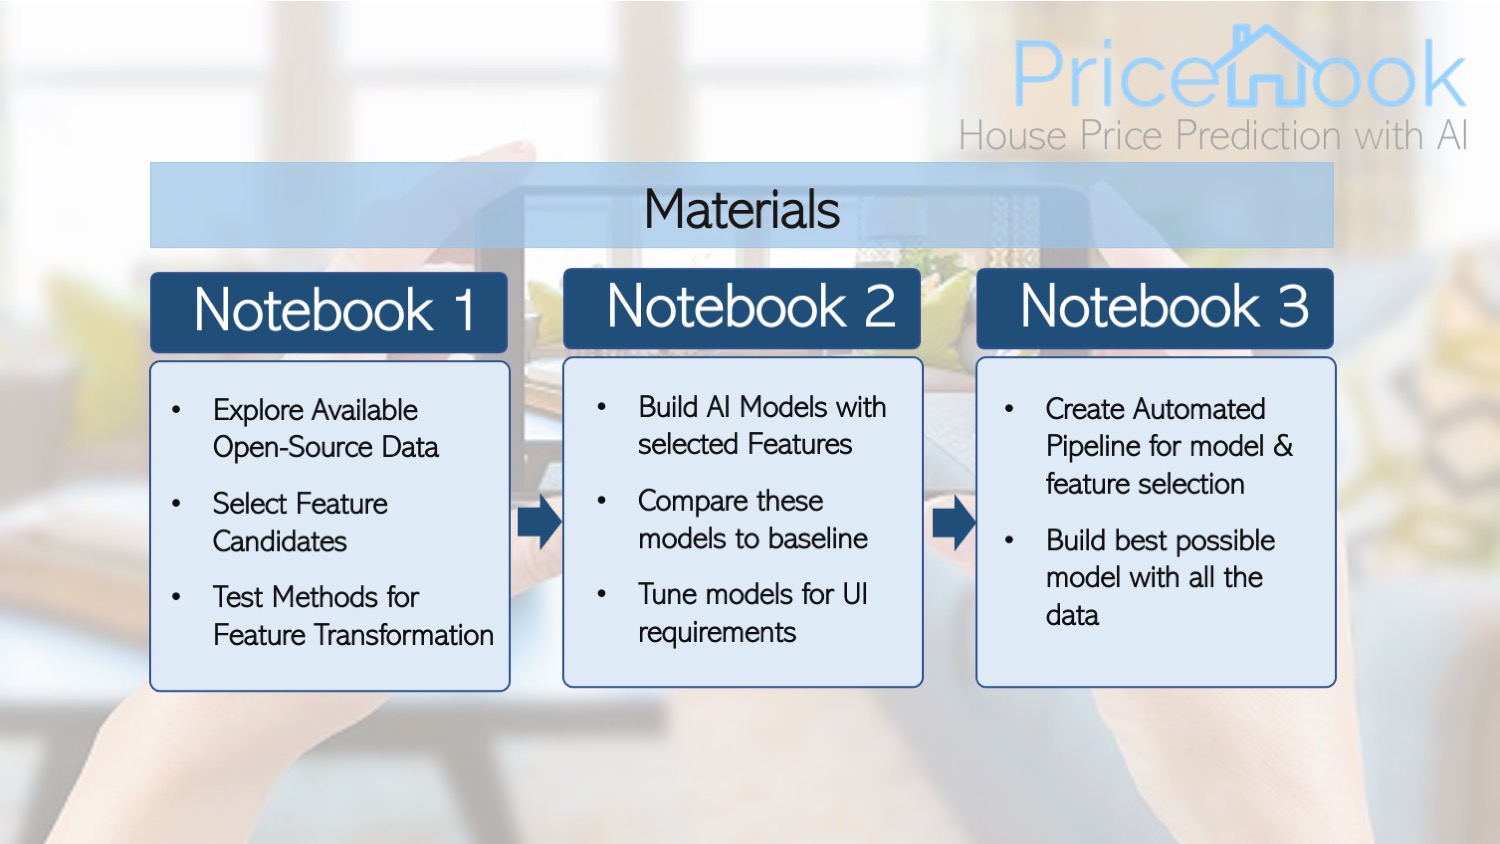 PriceHook
House Price Prediction with AI
Materials
Notebook 1
• Explore Available
Open-Source Data
• Select Feature
Candidates
• Test Methods for
Feature Transformation
Notebook 2
• Build AI Models with
selected Features
• Compare these
models to baseline
• Tune models for UI
requirements
Notebook 3
• Create Automated
Pipeline for model &
feature selection
• Build best possible
model with all the
data